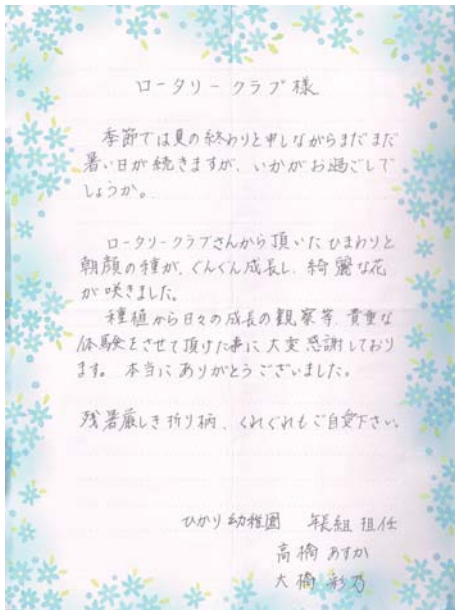 ロータリークラブ様
季節では夏の終わりと申しながらまだまだ
暑い日が続きますが、いかがお過ごしで
しょうか。
ロータリークラブさんから頂いたひまわりと
朝顔の種が、ぐんぐん成長し、綺麗な花
が咲きました。
種植から日々の成長の観察等、貴重な
体験をさせて頂けた事に大変感謝しており
ます。本当にありがとうございました。
残暑厳しき折り柄、くれぐれもご自愛下さい。
ひかり幼稚園 年長組 担任
高橋 あすか
大橋 彩乃